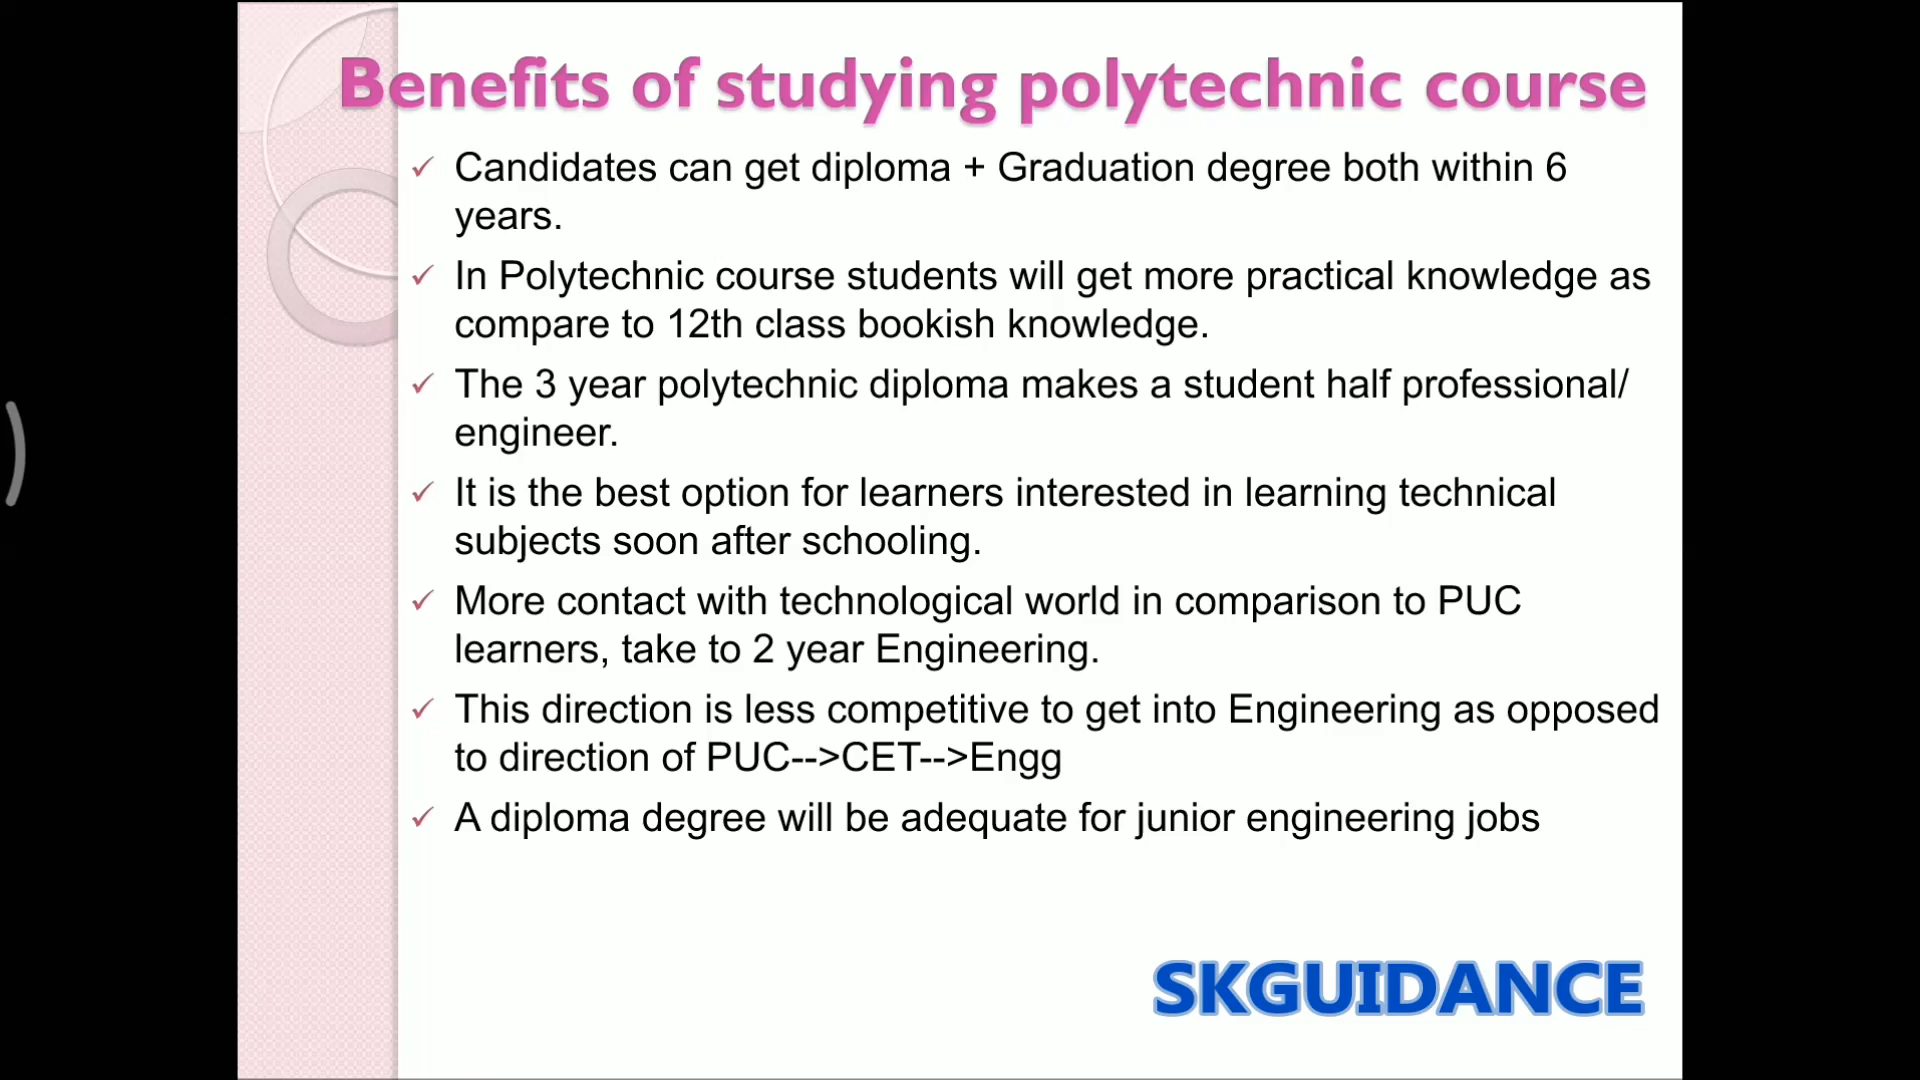 Benefits of studying polytechnic course
Candidates can get diploma + Graduation degree both within 6
years.
In Polytechnic course students will get more practical knowledge as
compare to 12th class bookish knowledge.
The 3 year polytechnic diploma makes a student half professional/
engineer.
It is the best option for learners interested in learning technical
subjects soon after schooling.
More contact with technological world in comparison to PUC
learners, take to 2 year Engineering.
This direction is less competitive to get into Engineering as opposed
to direction of PUC-->CET-->Engg
A diploma degree will be adequate for junior engineering jobs
SKGUIDANCE